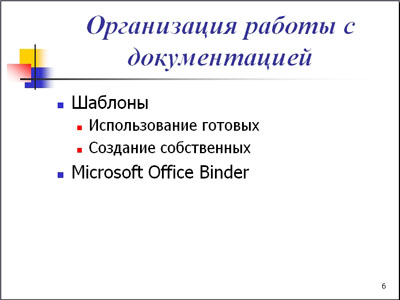 Организация работы с
документацией
Шаблоны
Использование готовых
Создание собственных
Microsoft Office Binder
6